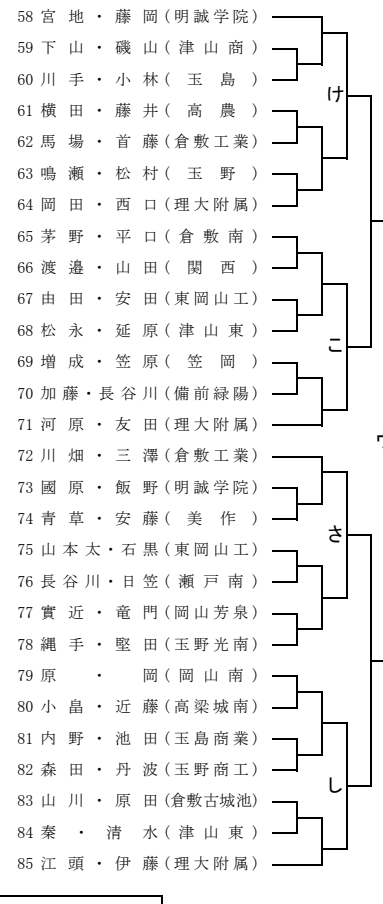 58 宮地・藤岡(明誠学院)
59 下山・磯山(津山商)
60 川手・小林(玉島)
け
61 横田・藤井(高農)
62 馬場・首藤(倉敷工業)
63 鳴瀬・松村(玉野)
64 岡田・西口(理大附属)
65 茅野・平口(倉敷南)
66 渡邉・山田(関西)
67 由田・安田(東岡山工)
68 松永・延原(津山東)
こ
69 増成・笠原(笠岡)
70 加藤・長谷川(備前緑陽)
71 河原・友田(理大附属)
72 川畑・三澤(倉敷工業)
73 國原・飯野(明誠学院)
74 青草・安藤(美作)
さ
75 山本太・石黒(東岡山工)
76 長谷川・日笠(瀬戸南)
77 實近・竜門(岡山芳泉)
78 縄手・堅田(玉野光南)
79 原・岡(岡山南)
80 小畠・近藤(高梁城南)
81 内野・池田(玉島商業)
82 森田・丹波(玉野商工)
し
83 山川・原田(倉敷古城池)
84 秦・清水(津山東)
85 江頭・伊藤(理大附属)